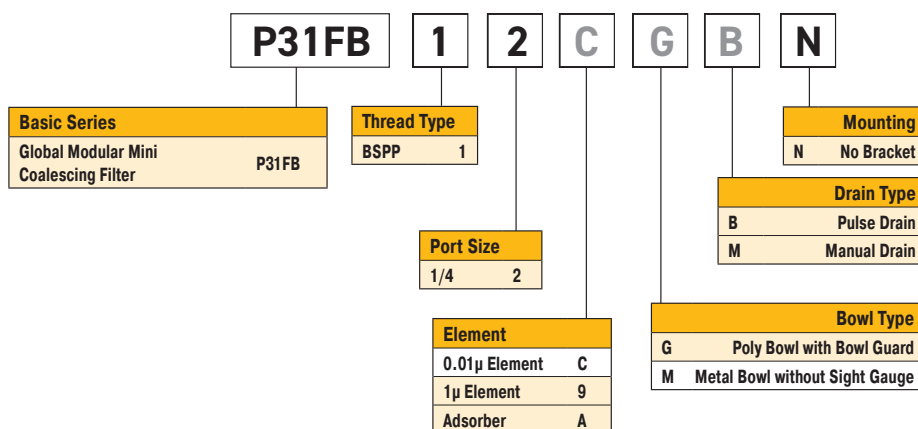 P31FB 1 2 C G B N
Basic Series
Global Modular Mini
Coalescing Filter P31FB
Thread Type
BSPP 1
Mounting
N No Bracket
Drain Type
B Pulse Drain
M Manual Drain
Port Size
1/4 2
Bowl Type
G Poly Bowl with Bowl Guard
M Metal Bowl without Sight Gauge
Element
0.01µ Element C
1µ Element 9
Adsorber A